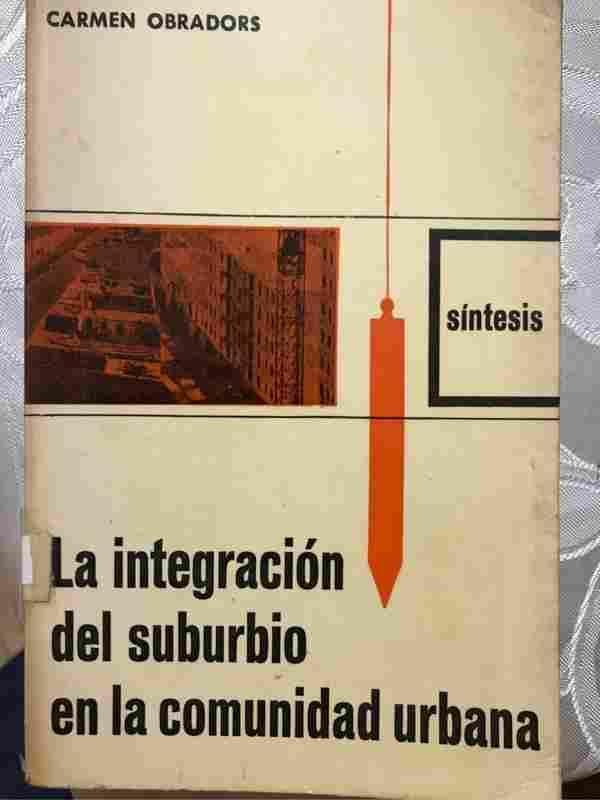 CARMEN OBRADORS
síntesis
La integración
del suburbio
en la comunidad urbana